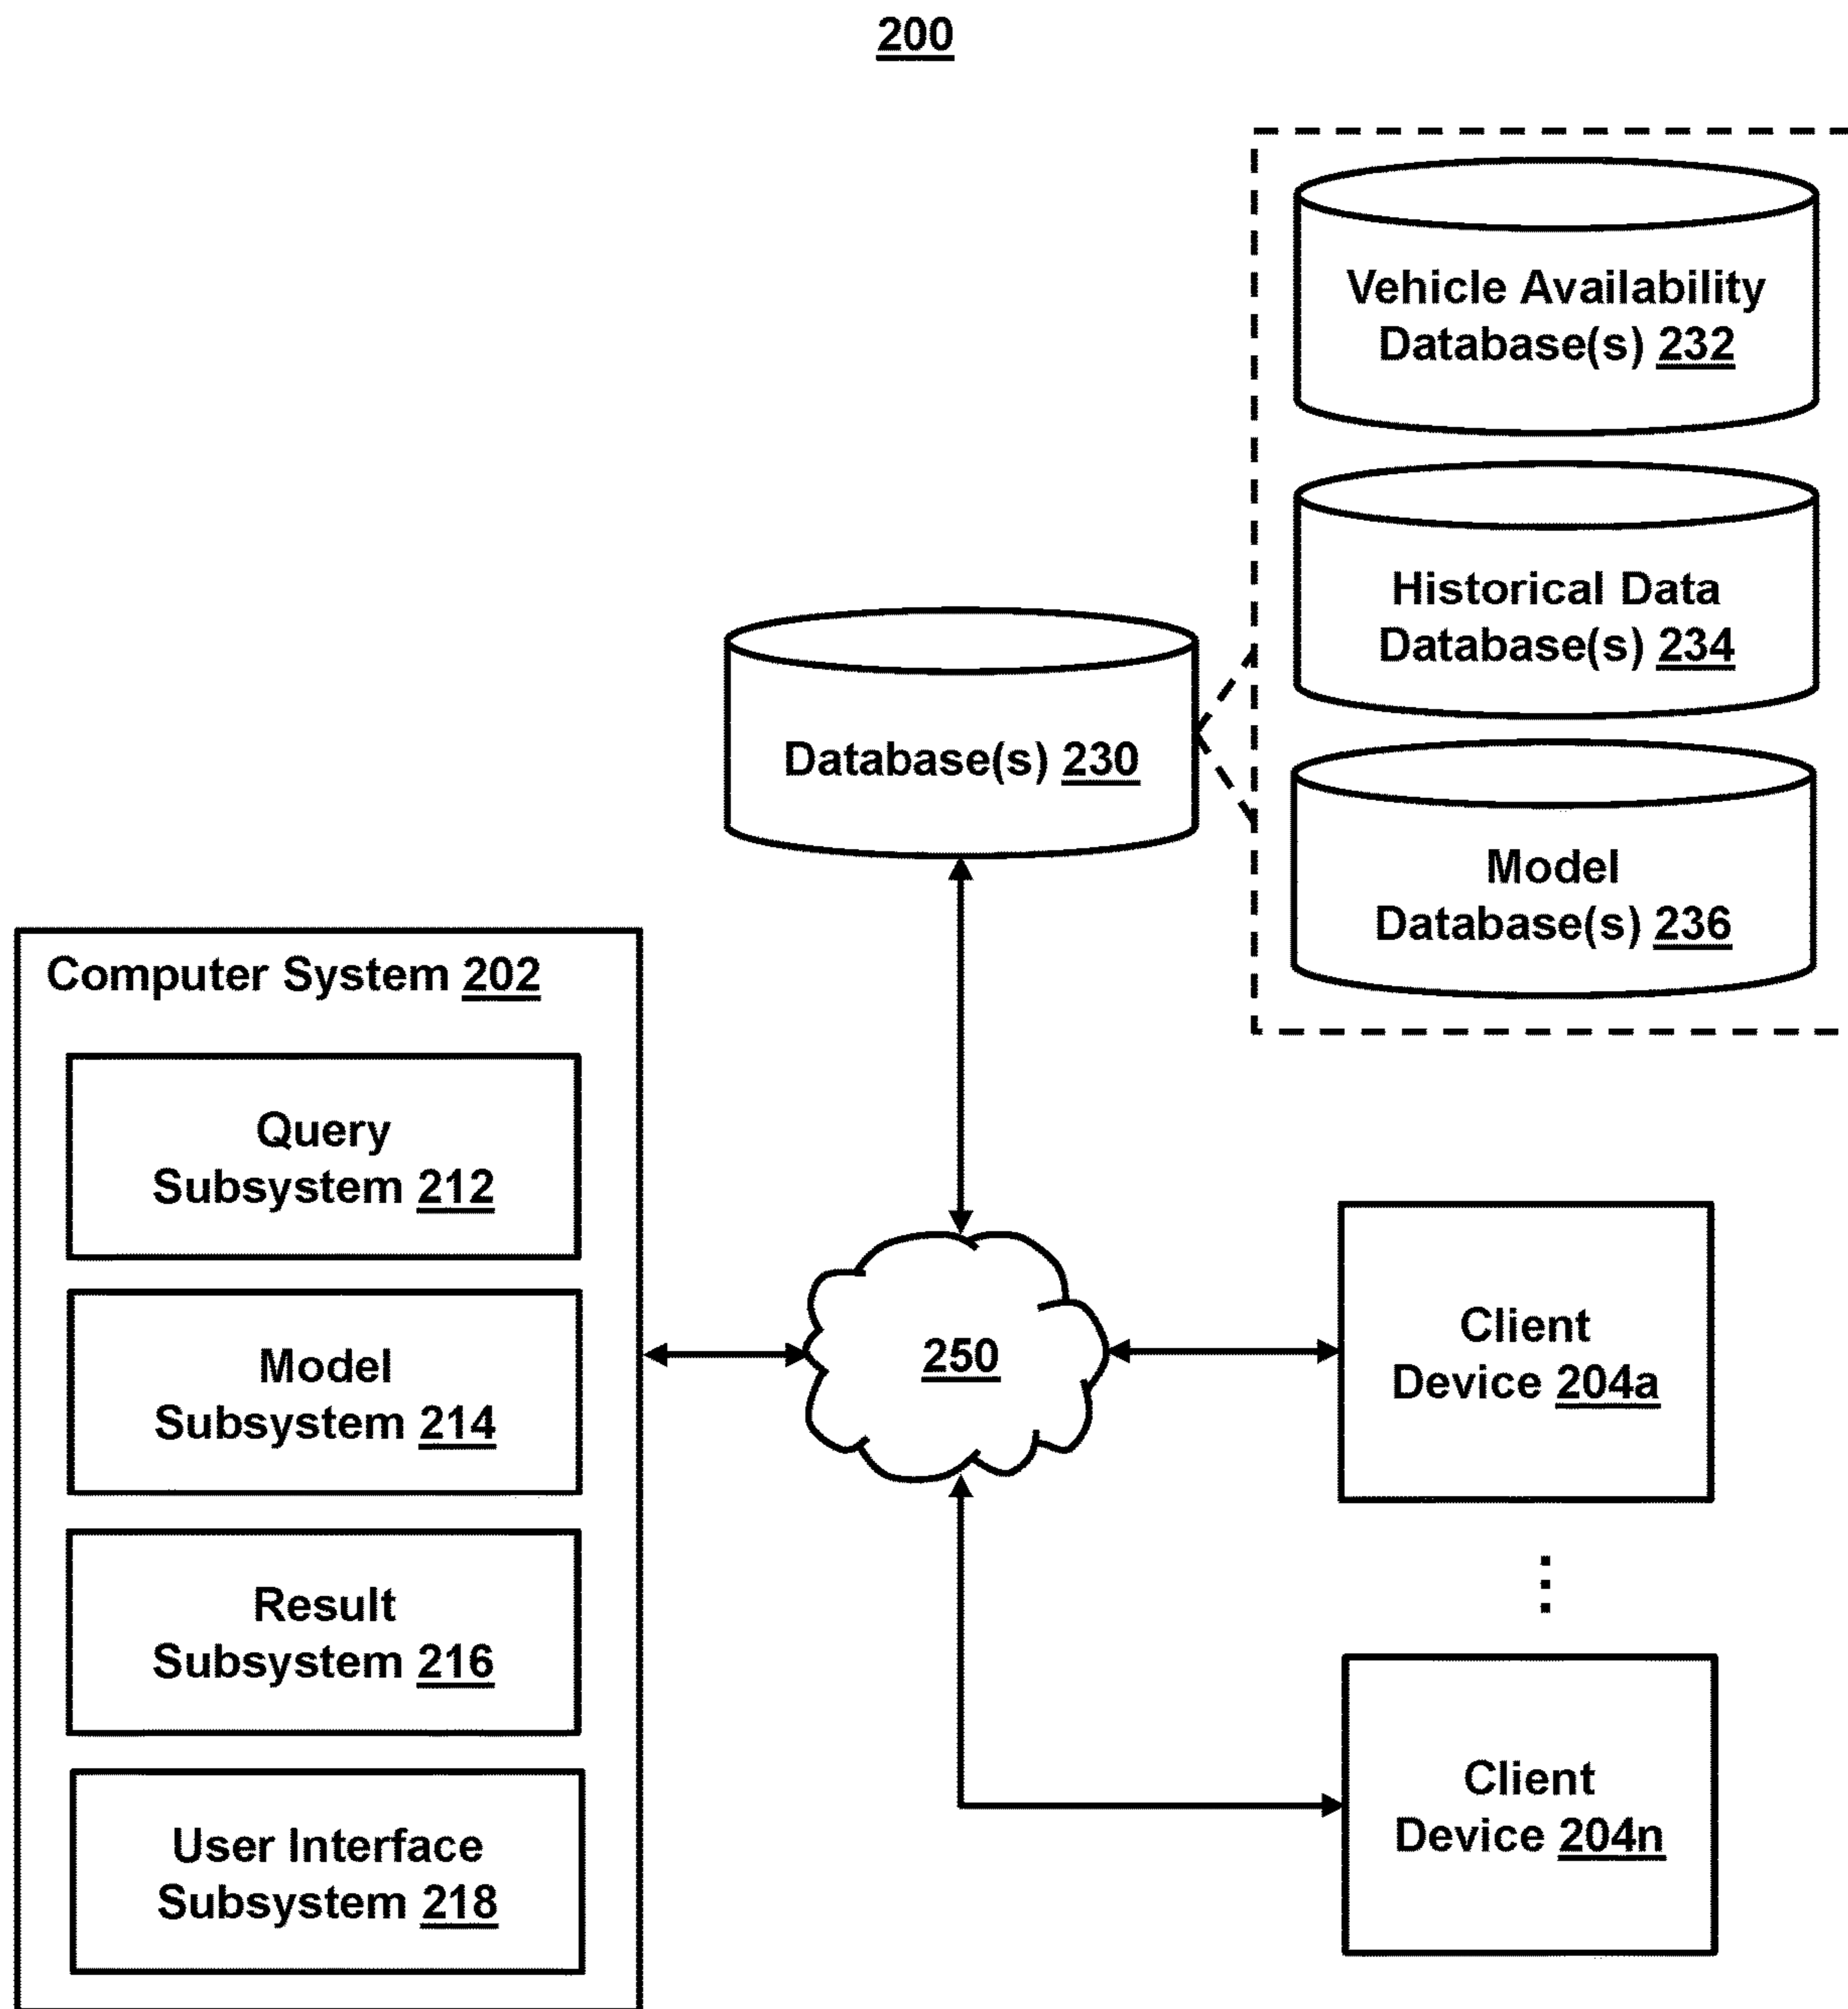 200
Vehicle Availability
Database(s) 232
Historical Data
Database(s) 234
Database(s) 230
Model
Database(s) 236
Computer System 202
Query
Subsystem 212
Model
Subsystem 214
Result
Subsystem 216
User Interface
Subsystem 218
250
Client
Device 204a
Client
Device 204n